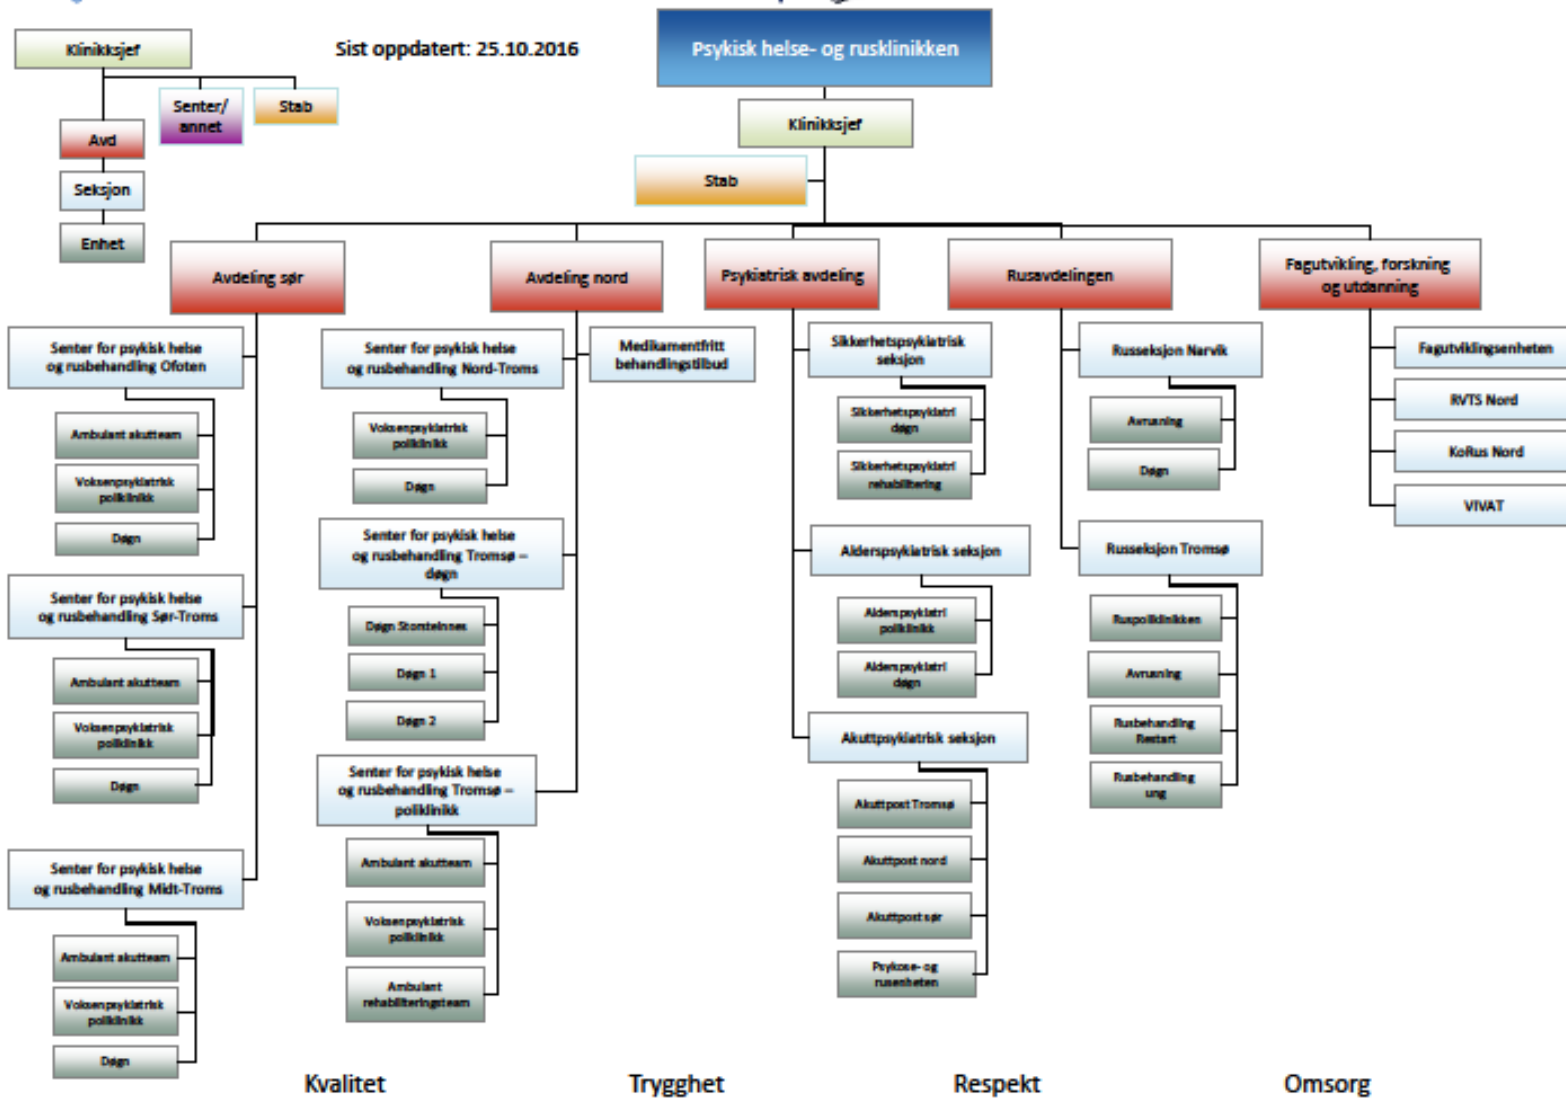 Klinikksjef
Senter/
annet
Stab
Avd
Seksjon
Enhet
Sist oppdatert: 25.10.2016
Psykisk helse- og rusklinikken
Klinikksjef
Stab
Avdeling sør
Senter for psykisk helse
og rusbehandling Ofoten
Ambulant akutteam
Voksenpsykiatrisk
poliklinikk
Døgn
Senter for psykisk helse
og rusbehandling Sør-Troms
Ambulant akutteam
Voksenpsykiatrisk
poliklinikk
Døgn
Senter for psykisk helse
og rusbehandling Midt-Troms
Ambulant akutteam
Voksenpsykiatrisk
poliklinikk
Døgn
Avdeling nord
Senter for psykisk helse
og rusbehandling Nord-Troms
Voksenpsykiatrisk
poliklinikk
Døgn
Senter for psykisk helse
og rusbehandling Tromsø –
døgn
Døgn Storsteinnes
Døgn 1
Døgn 2
Senter for psykisk helse
og rusbehandling Tromsø –
poliklinikk
Ambulant akutteam
Voksenpsykiatrisk
poliklinikk
Ambulant
rehabiliteringsteam
Medikamentfritt
behandlingstilbud
Psykiatrisk avdeling
Sikkerhetspsykiatrisk
seksjon
Sikkerhetspsykiatri
døgn
Sikkerhetspsykiatri
rehabilitering
Alderspsykiatrisk seksjon
Alderspsykiatri
poliklinikk
Alderspsykiatri
døgn
Akuttpsykiatrisk seksjon
Akuttpost Tromsø
Akuttpost nord
Akuttpost sør
Psykose- og
rusenheten
Rusavdelingen
Russeksjon Narvik
Avrusning
Døgn
Russeksjon Tromsø
Ruspoliklinikken
Avrusning
Rusbehandling
Restart
Rusbehandling
ung
Fagutvikling, forskning
og utdanning
Fagutviklingsenheten
RVTS Nord
KoRus Nord
VIVAT
Kvalitet
Trygghet
Respekt
Omsorg